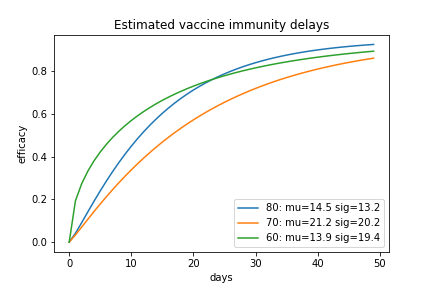 Estimated vaccine immunity delays
efficacy
0.8
0.6
0.4
0.2
0.0
80: mu=14.5 sig=13.2
70: mu=21.2 sig=20.2
60: mu=13.9 sig=19.4
0 10 20 30 40 50
days